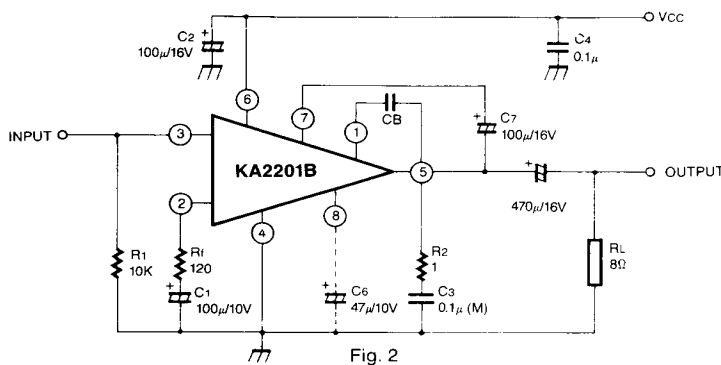 C2
100μ/16V
VCC
C4
0.1μ
6
7
1
CB
C7
100μ/16V
INPUT
3
KA2201B
5
470μ/16V
OUTPUT
2
8
4
R1
10K
Rf
120
C1
100μ/10V
C6
47μ/10V
R2
1
C3
0.1μ (M)
RL
8Ω
Fig. 2